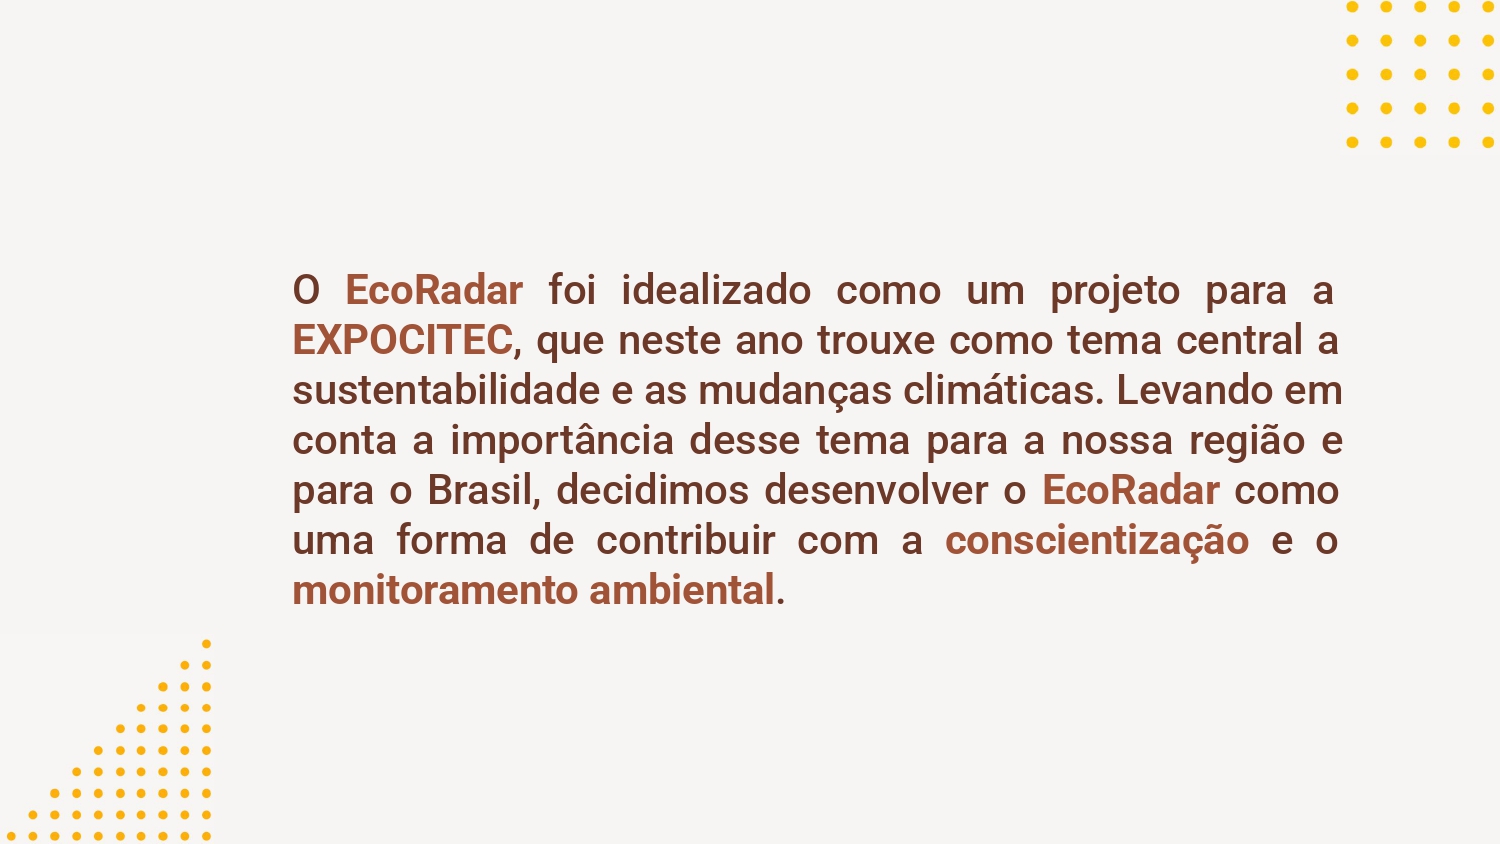 O EcoRadar foi idealizado como um projeto para a
EXPOCITEC, que neste ano trouxe como tema central a
sustentabilidade e as mudanças climáticas. Levando em
conta a importância desse tema para a nossa região e
para o Brasil, decidimos desenvolver o EcoRadar como
uma forma de contribuir com a conscientização e o
monitoramento ambiental.